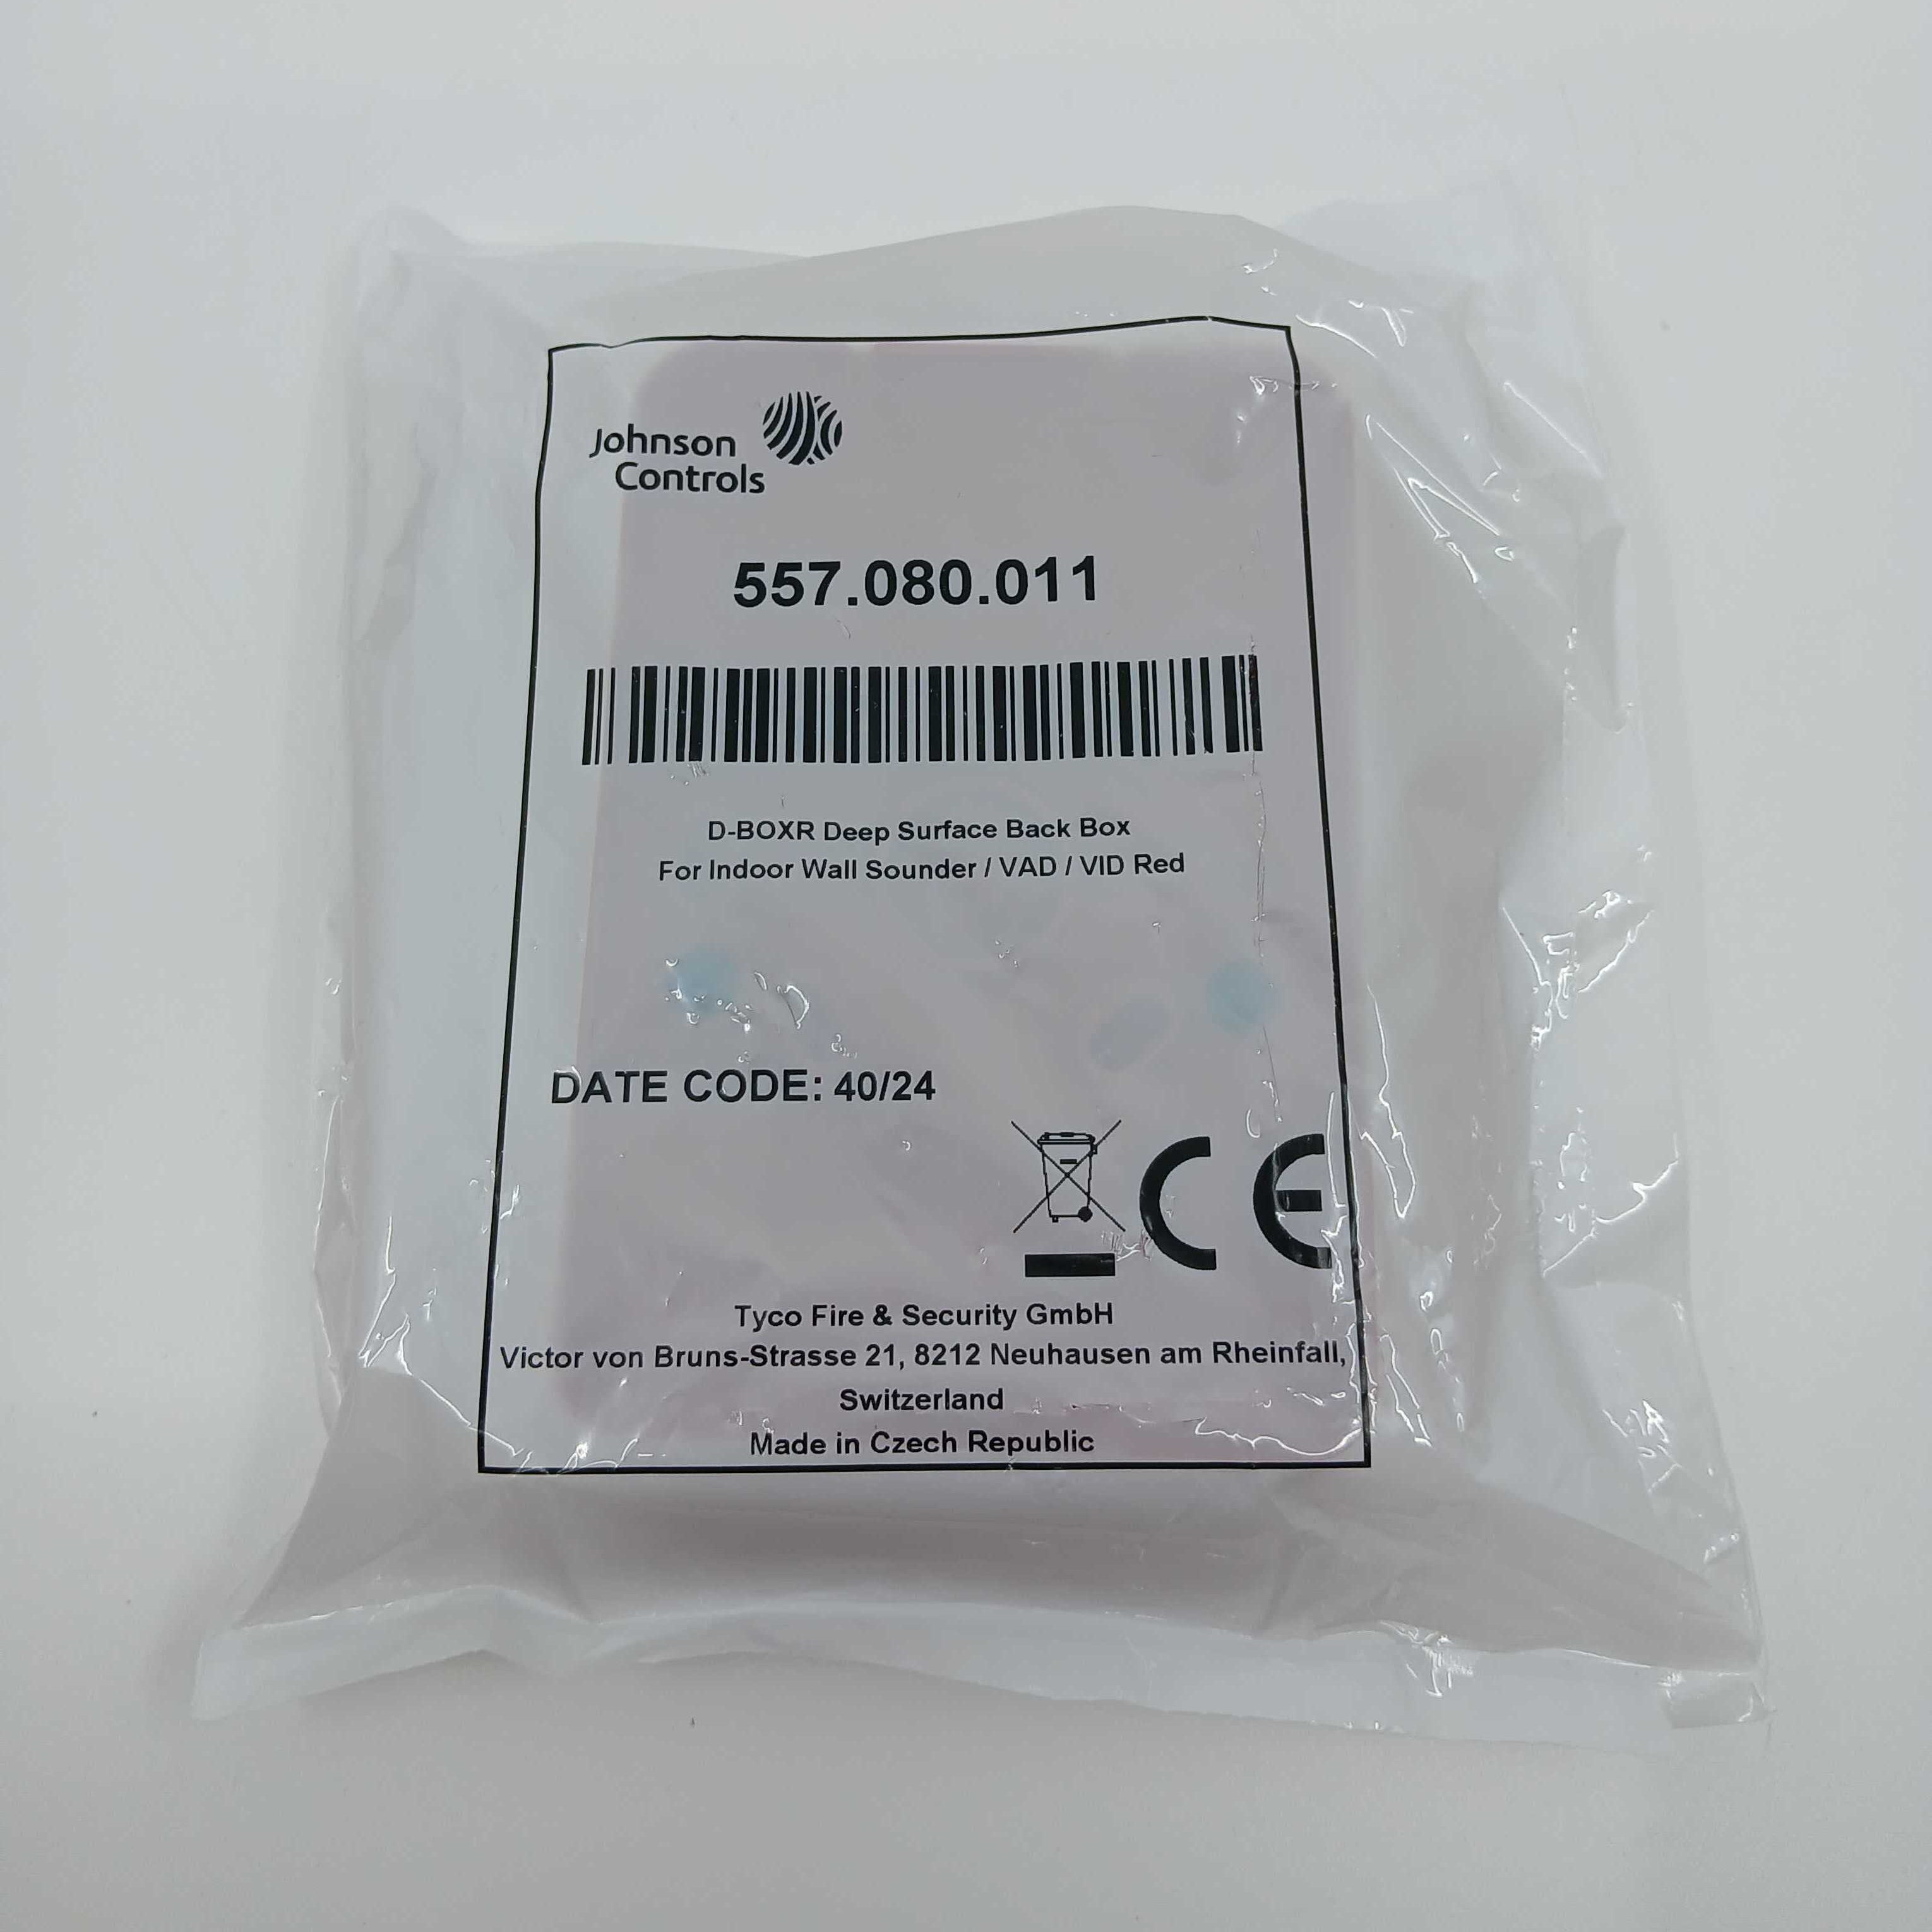 Johnson
Controls
557.080.011
D-BOXR Deep Surface Back Box
For Indoor Wall Sounder / VAD / VID Red
DATE CODE: 40/24
CE
Tyco Fire & Security GmbH
Victor von Bruns-Strasse 21, 8212 Neuhausen am Rheinfall,
Switzerland
Made in Czech Republic